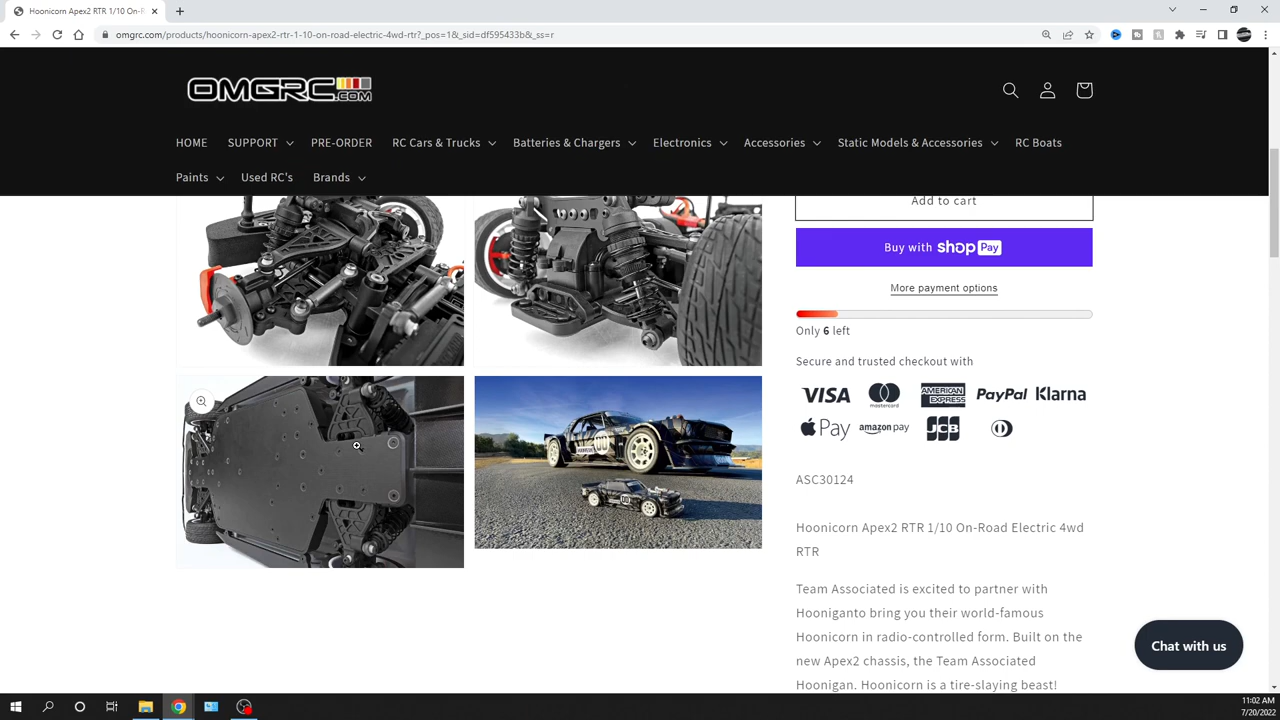 Hoonicorn Apex2 RTR 1/10 On-R
omgrc.com/products/hoonicorn-apex2-rtr-1-10-on-road-electric-4wd-rtr?_pos=1&_sid=df595433b&_ss=r
OMGRC.COM
HOME SUPPORT PRE-ORDER RC Cars & Trucks Batteries & Chargers Electronics Accessories Static Models & Accessories RC Boats
Paints Used RC's Brands
Add to cart
Buy with shop Pay
More payment options
Only 6 left
Secure and trusted checkout with
VISA mastercard AMERICAN EXPRESS PayPal Klarna
Apple Pay amazon pay JCB
ASC30124
Hoonicorn Apex2 RTR 1/10 On-Road Electric 4wd
RTR
Team Associated is excited to partner with
Hooniganto bring you their world-famous
Hoonicorn in radio-controlled form. Built on the
new Apex2 chassis, the Team Associated
Hoonigan. Hoonicorn is a tire-slaying beast!
Chat with us
11:02 AM
7/20/2022